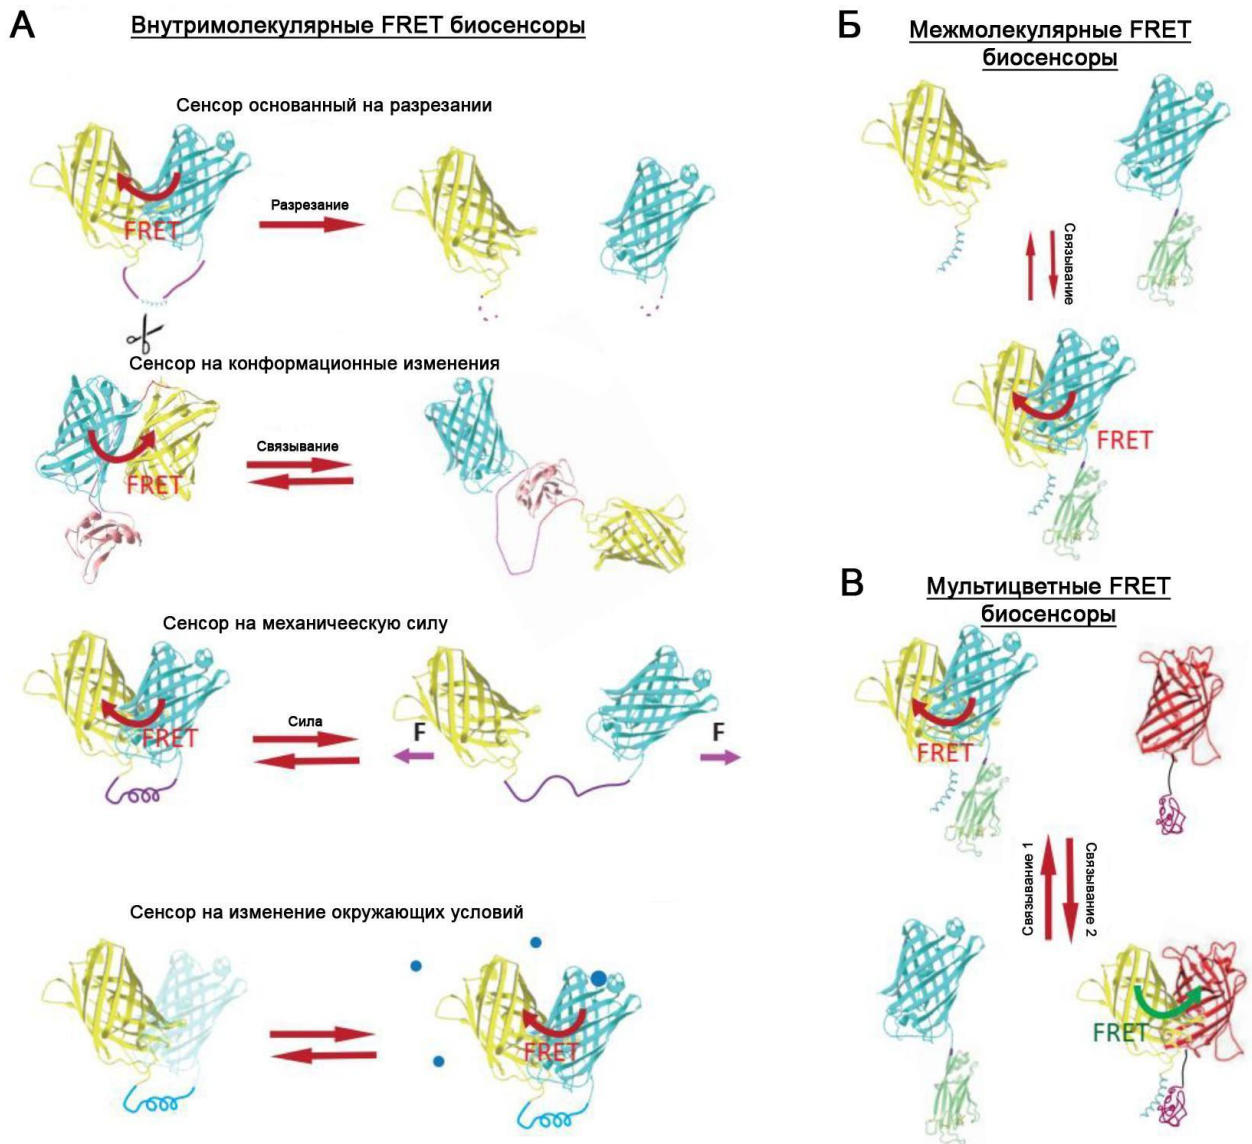 А
Внутримолекулярные FRET биосенсоры
Сенсор основанный на разрезании
FRET
Разрезание
Сенсор на конформационные изменения
FRET
Связывание
Сенсор на механичеескую силу
FRET
Сила
F
F
Сенсор на изменение окружающих условий
FRET
Б
Межмолекулярные FRET
биосенсоры
Связывание
FRET
В
Мультицветные FRET
биосенсоры
FRET
Связывание 1
Связывание 2
FRET